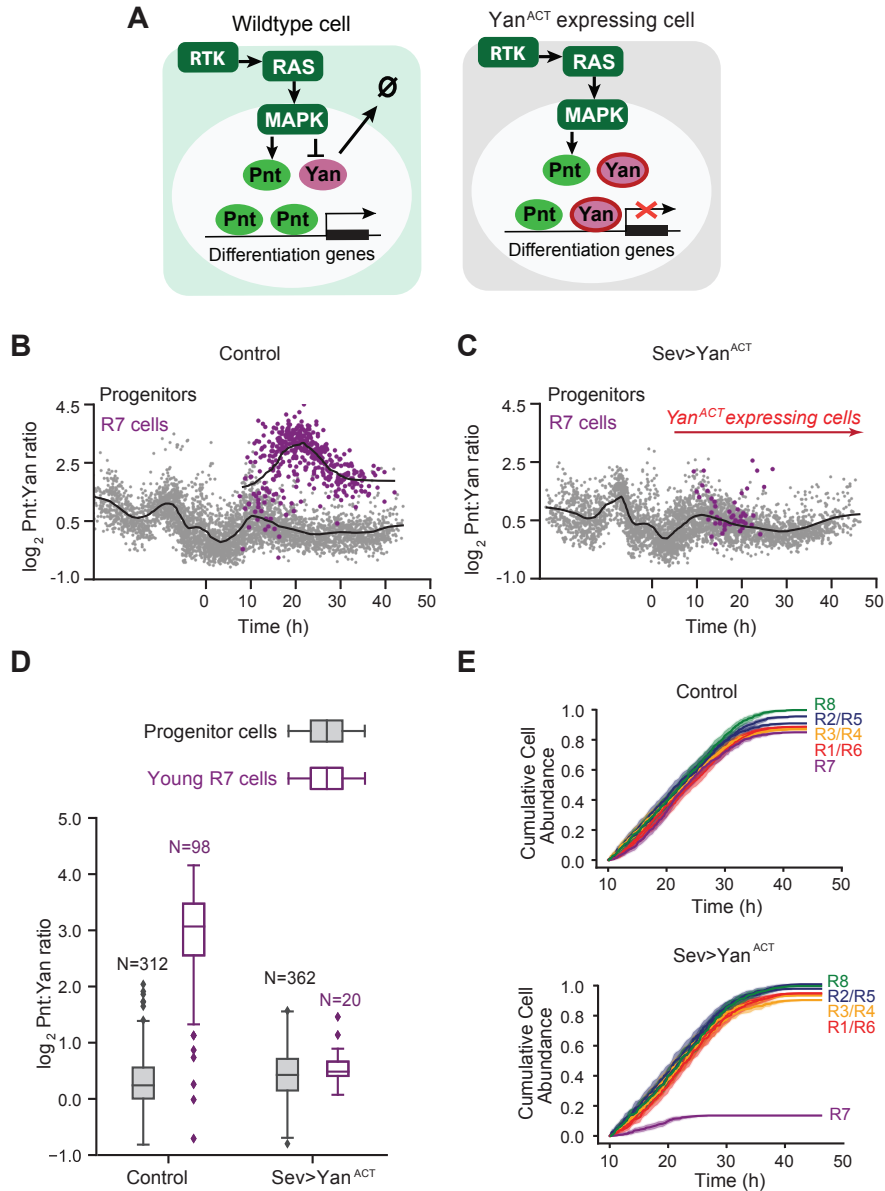 A
Wildtype cell
RTK
RAS
MAPK
Ø
Pnt
Yan
Pnt
Pnt
Differentiation genes
Yan^ACT expressing cell
RTK
RAS
MAPK
Pnt
Yan
Pnt
Yan
Differentiation genes
B
Control
Progenitors
R7 cells
log₂ Pnt:Yan ratio
4.5
2.5
0.5
-1.0
0 10 20 30 40 50
Time (h)
C
Sev>Yan^ACT
Progenitors
R7 cells
Yan^ACT expressing cells
log₂ Pnt:Yan ratio
4.5
2.5
0.5
-1.0
0 10 20 30 40 50
Time (h)
D
Progenitor cells
Young R7 cells
log₂ Pnt:Yan ratio
5.0
4.0
3.0
2.0
1.0
0.0
−1.0
N=312
N=98
N=362
N=20
Control
Sev>Yan^ACT
E
Control
Cumulative Cell
Abundance
1.0
0.8
0.6
0.4
0.2
0.0
R8
R2/R5
R3/R4
R1/R6
R7
10 20 30 40 50
Time (h)
Sev>Yan^ACT
Cumulative Cell
Abundance
1.0
0.8
0.6
0.4
0.2
0.0
R8
R2/R5
R3/R4
R1/R6
R7
10 20 30 40 50
Time (h)